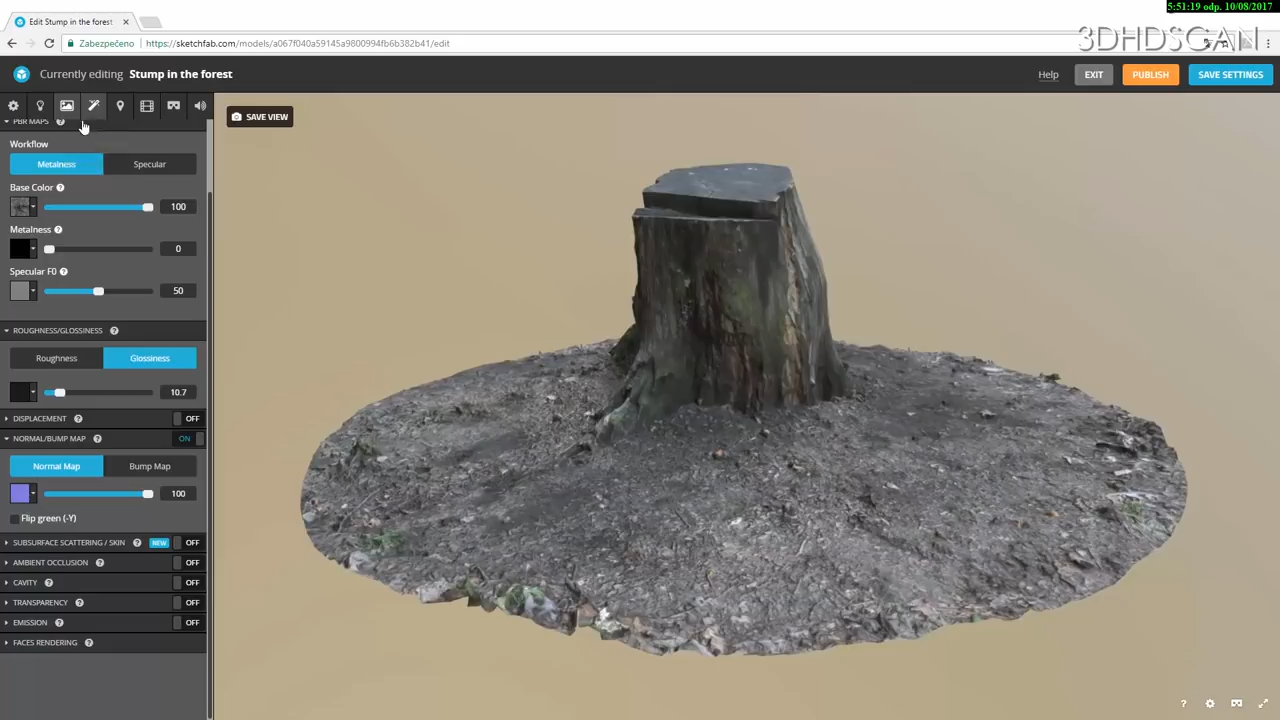 5:51:19 odp. 10/08/2017
Edit Stump in the forest
Zabezpečeno
https://sketchfab.com/models/a067f040a59145a9800994fb6b382b41/edit
3DHDSCAN
Currently editing Stump in the forest
Help
EXIT
PUBLISH
SAVE SETTINGS
SAVE VIEW
PBR MAPS ?
Workflow
Metalness Specular
Base Color ?
100
Metalness ?
0
Specular F0 ?
50
ROUGHNESS/GLOSSINESS ?
Roughness Glossiness
10.7
DISPLACEMENT ? OFF
NORMAL/BUMP MAP ? ON
Normal Map Bump Map
100
Flip green (-Y)
SUBSURFACE SCATTERING / SKIN ? NEW OFF
AMBIENT OCCLUSION ? OFF
CAVITY ? OFF
TRANSPARENCY ? OFF
EMISSION ? OFF
FACES RENDERING ?
?